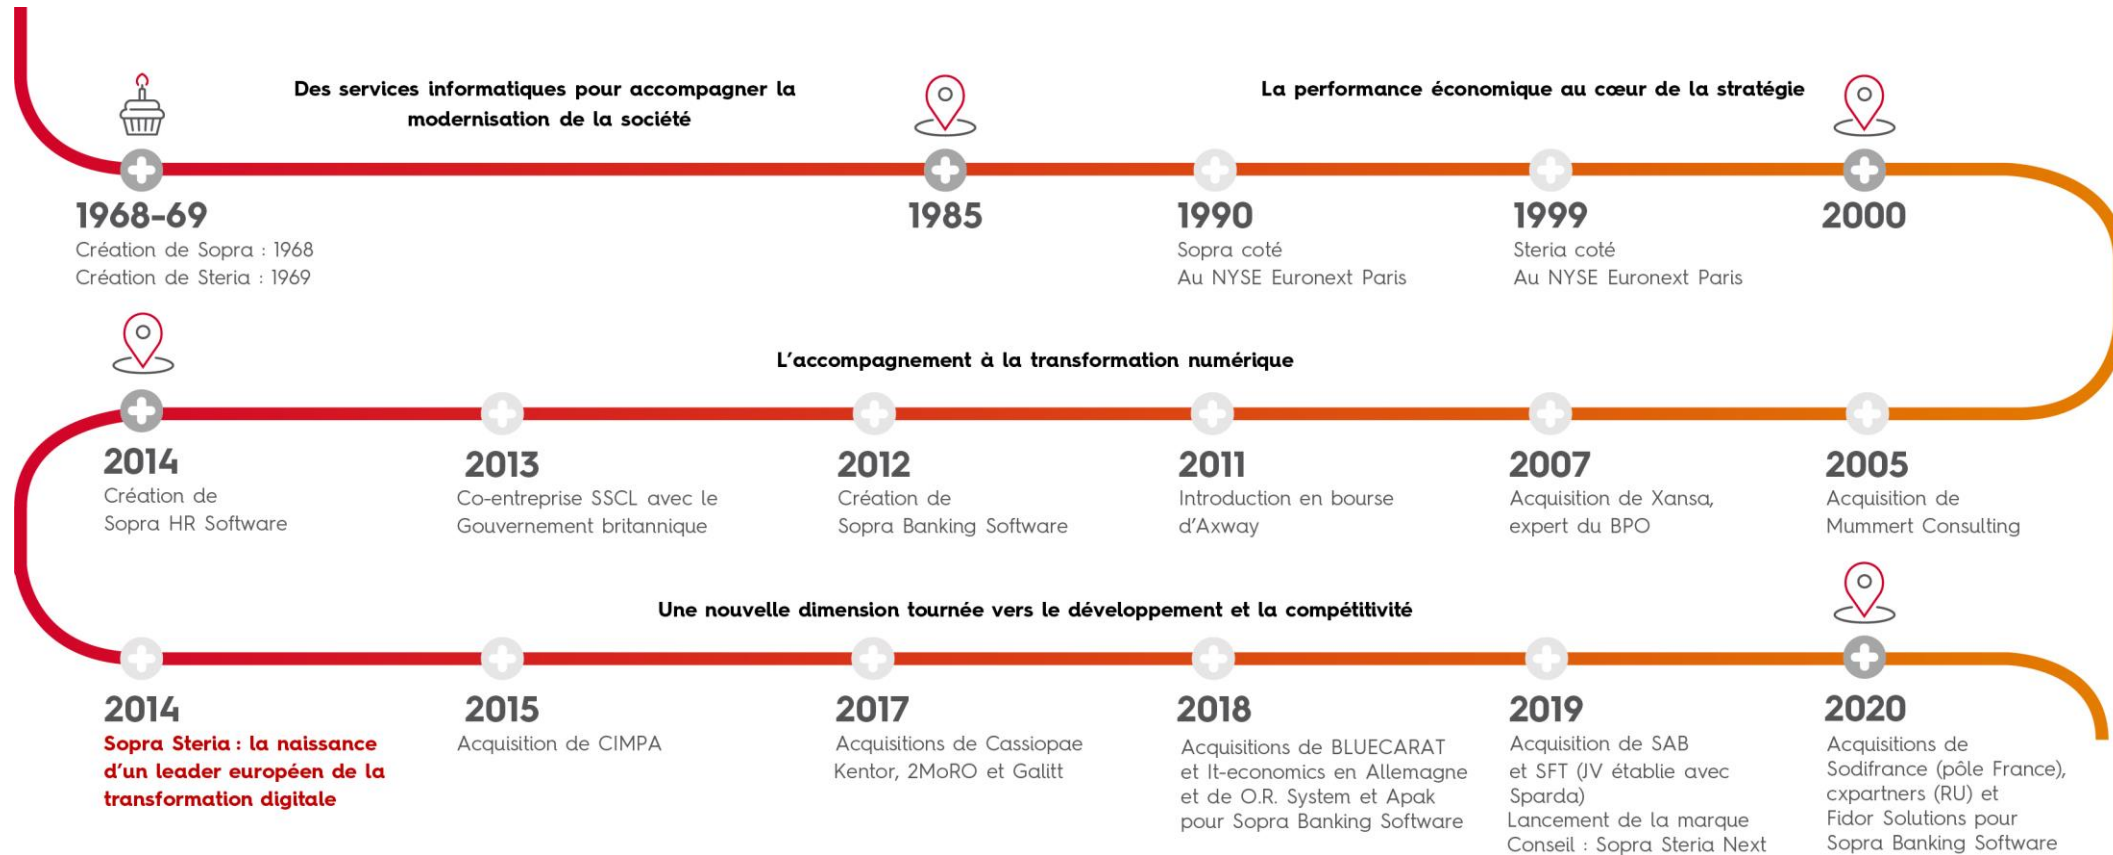 Des services informatiques pour accompagner la
modernisation de la société
La performance économique au cœur de la stratégie
1968-69
Création de Sopra : 1968
Création de Steria : 1969
1985
1990
Sopra coté
Au NYSE Euronext Paris
1999
Steria coté
Au NYSE Euronext Paris
2000
L'accompagnement à la transformation numérique
2014
Création de
Sopra HR Software
2013
Co-entreprise SSCL avec le
Gouvernement britannique
2012
Création de
Sopra Banking Software
2011
Introduction en bourse
d'Axway
2007
Acquisition de Xansa,
expert du BPO
2005
Acquisition de
Mummert Consulting
Une nouvelle dimension tournée vers le développement et la compétitivité
2014
Sopra Steria : la naissance
d'un leader européen de la
transformation digitale
2015
Acquisition de CIMPA
2017
Acquisitions de Cassiopae
Kentor, 2MoRO et Galitt
2018
Acquisitions de BLUECARAT
et It-economics en Allemagne
et de O.R. System et Apak
pour Sopra Banking Software
2019
Acquisition de SAB
et SFT (JV établie avec
Sparda)
Lancement de la marque
Conseil : Sopra Steria Next
2020
Acquisitions de
Sodifrance (pôle France),
cxpartners (RU) et
Fidor Solutions pour
Sopra Banking Software